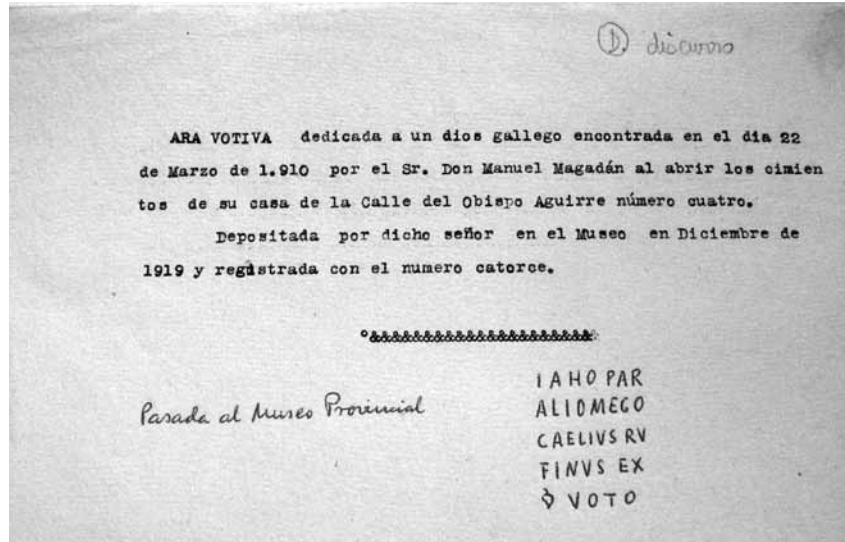 D. discurso
ARA VOTIVA dedicada a un dios gallego encontrada en el dia 22
de Marzo de 1.910 por el Sr. Don Manuel Magadán al abrir los cimien
tos de su casa de la Calle del Obispo Aguirre número cuatro.
Depositada por dicho señor en el Museo en Diciembre de
1919 y registrada con el numero catorce.
°&&&&&&&&&&&&&&&&&&&&&
Pasada al Museo Provincial
IAHO PAR
ALIOMEGO
CAELIVS RV
FINVS EX
VOTO